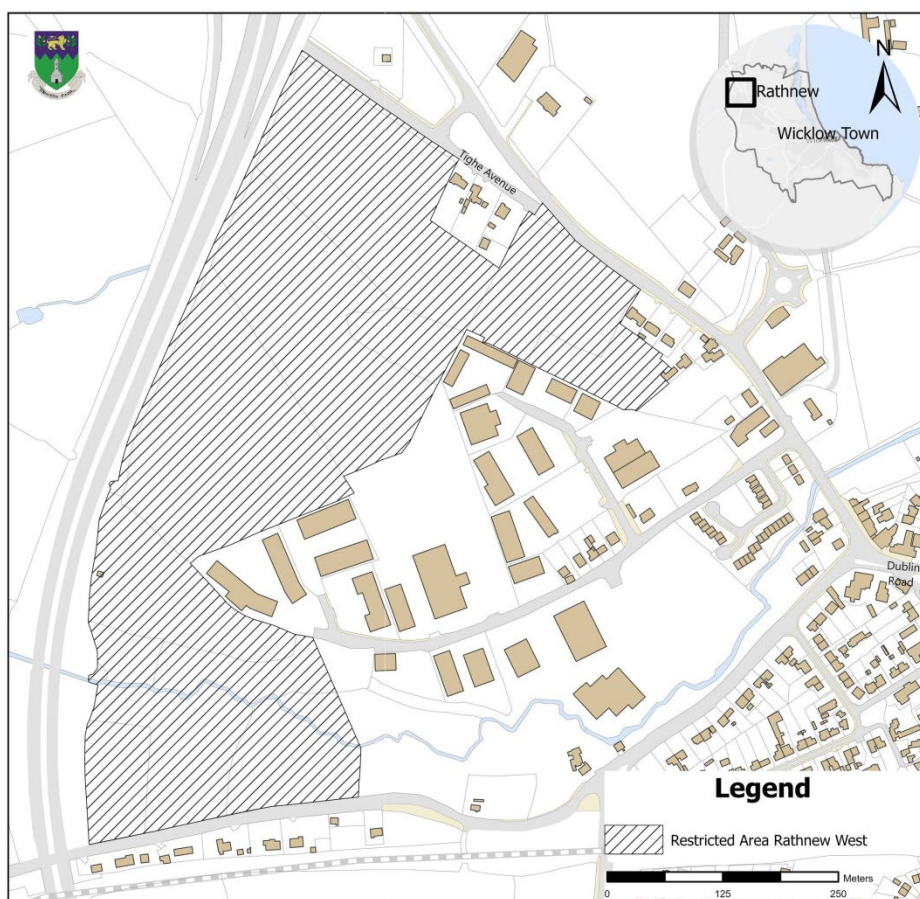 N
Rathnew
Wicklow Town
Tighe Avenue
Dublin
Road
Legend
Restricted Area Rathnew West
Meters
0 125 250